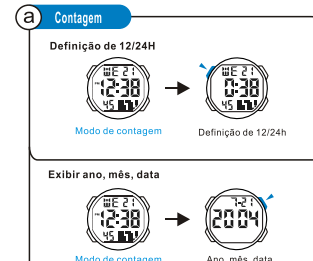 a Contagem
Definição de 12/24H
WE 21 WE 21
12:38 0:38
45 45
Modo de contagem Definição de 12/24h
Exibir ano, mês, data
WE 21 7-21
12:38 2004
45
Modo de contagem Ano, mês, data